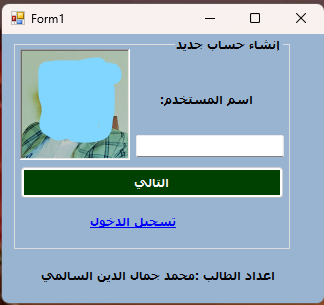 Form1
إنشاء حساب جديد
اسم المستخدم:
التالي
تسجيل الدخول
اعداد الطالب :محمد جمال الدين السالمي